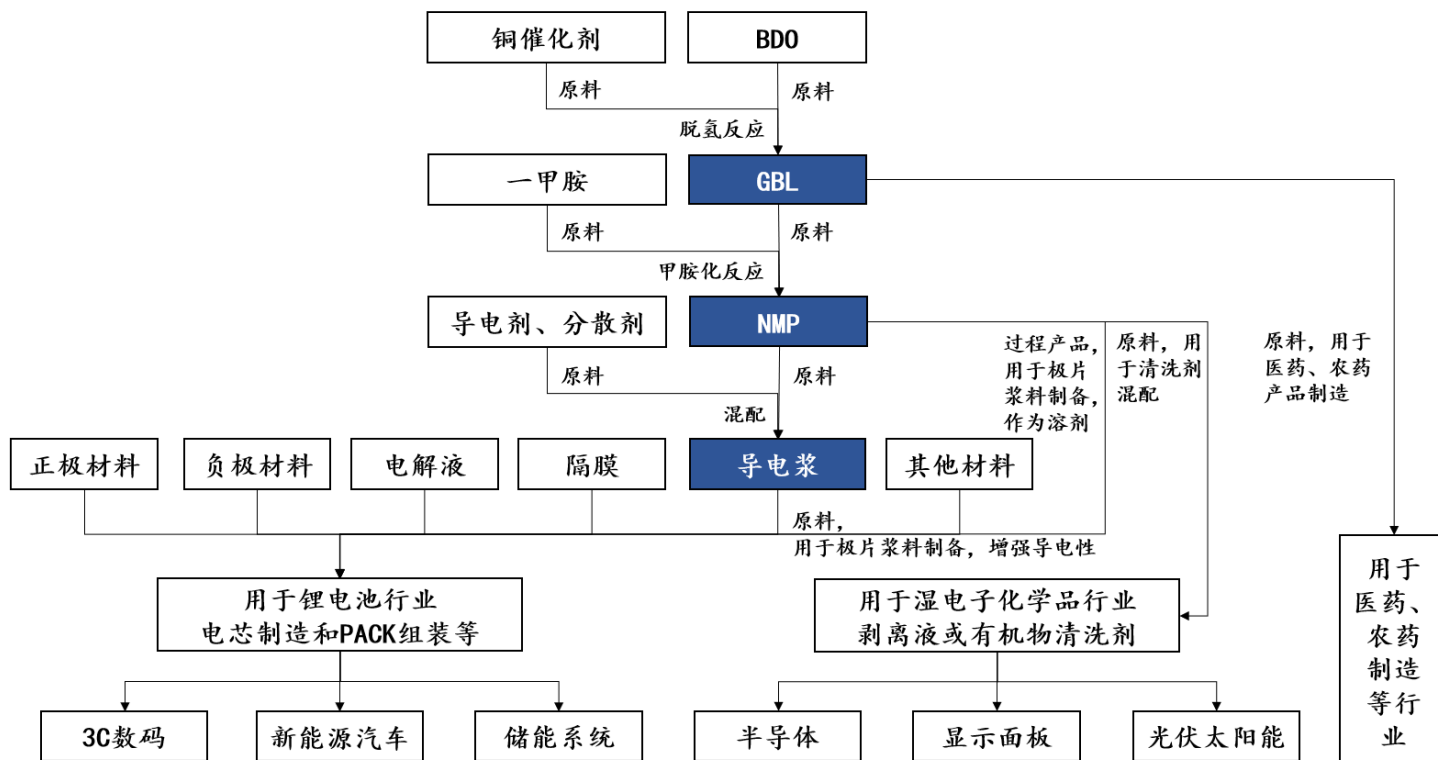 铜催化剂
BDO
原料
原料
脱氢反应
一甲胺
GBL
原料
原料
甲胺化反应
导电剂、分散剂
NMP
原料
原料
混配
过程产品，
用于极片
浆料制备，
作为溶剂
原料，用
于清洗剂
混配
原料，用于
医药、农药
产品制造
正极材料
负极材料
电解液
隔膜
导电浆
其他材料
原料，
用于极片浆料制备，增强导电性
用于锂电池行业
电芯制造和PACK组装等
用于湿电子化学品行业
剥离液或有机物清洗剂
用于
医药、
农药
制造
等行
业
3C数码
新能源汽车
储能系统
半导体
显示面板
光伏太阳能